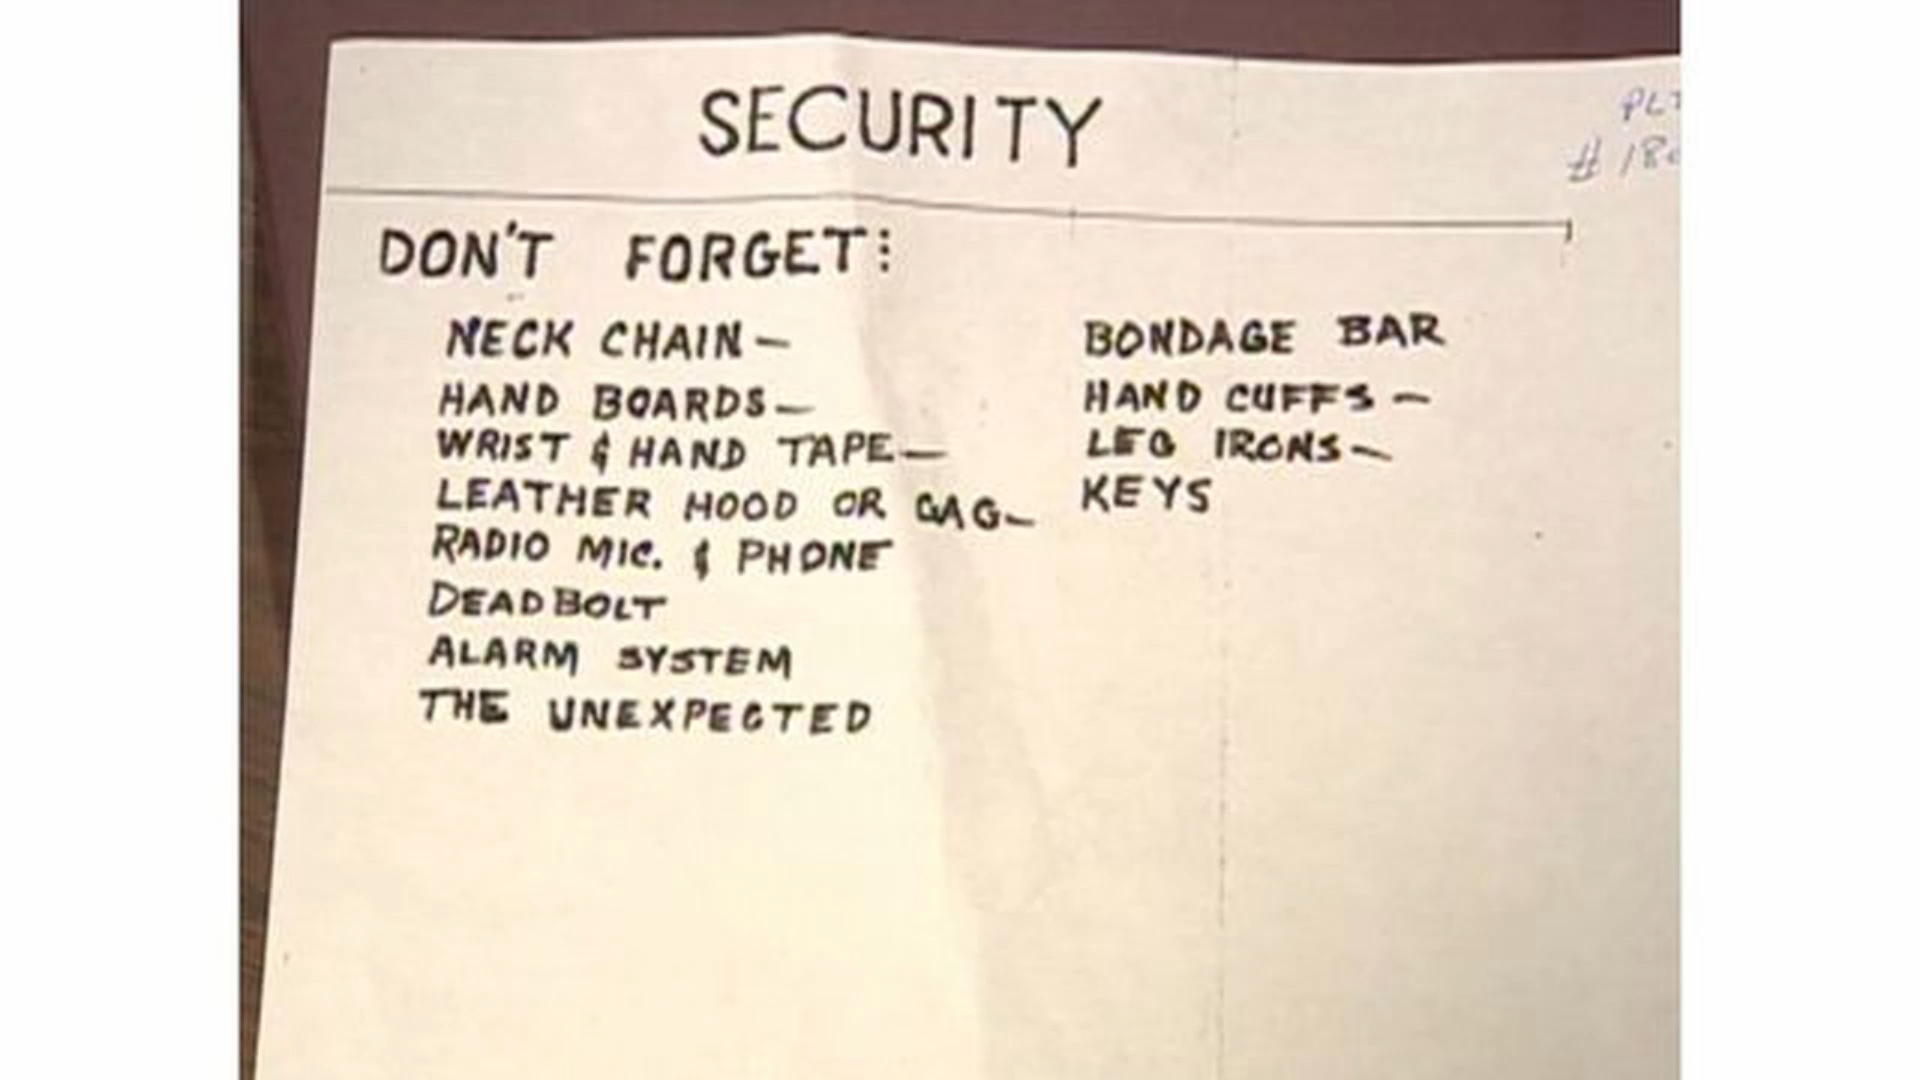 SECURITY
#
DON'T FORGET:
NECK CHAIN —
HAND BOARDS —
WRIST & HAND TAPE —
LEATHER HOOD OR GAG —
RADIO MIC. & PHONE
DEADBOLT
ALARM SYSTEM
THE UNEXPECTED
BONDAGE BAR
HAND CUFFS —
LEG IRONS —
KEYS